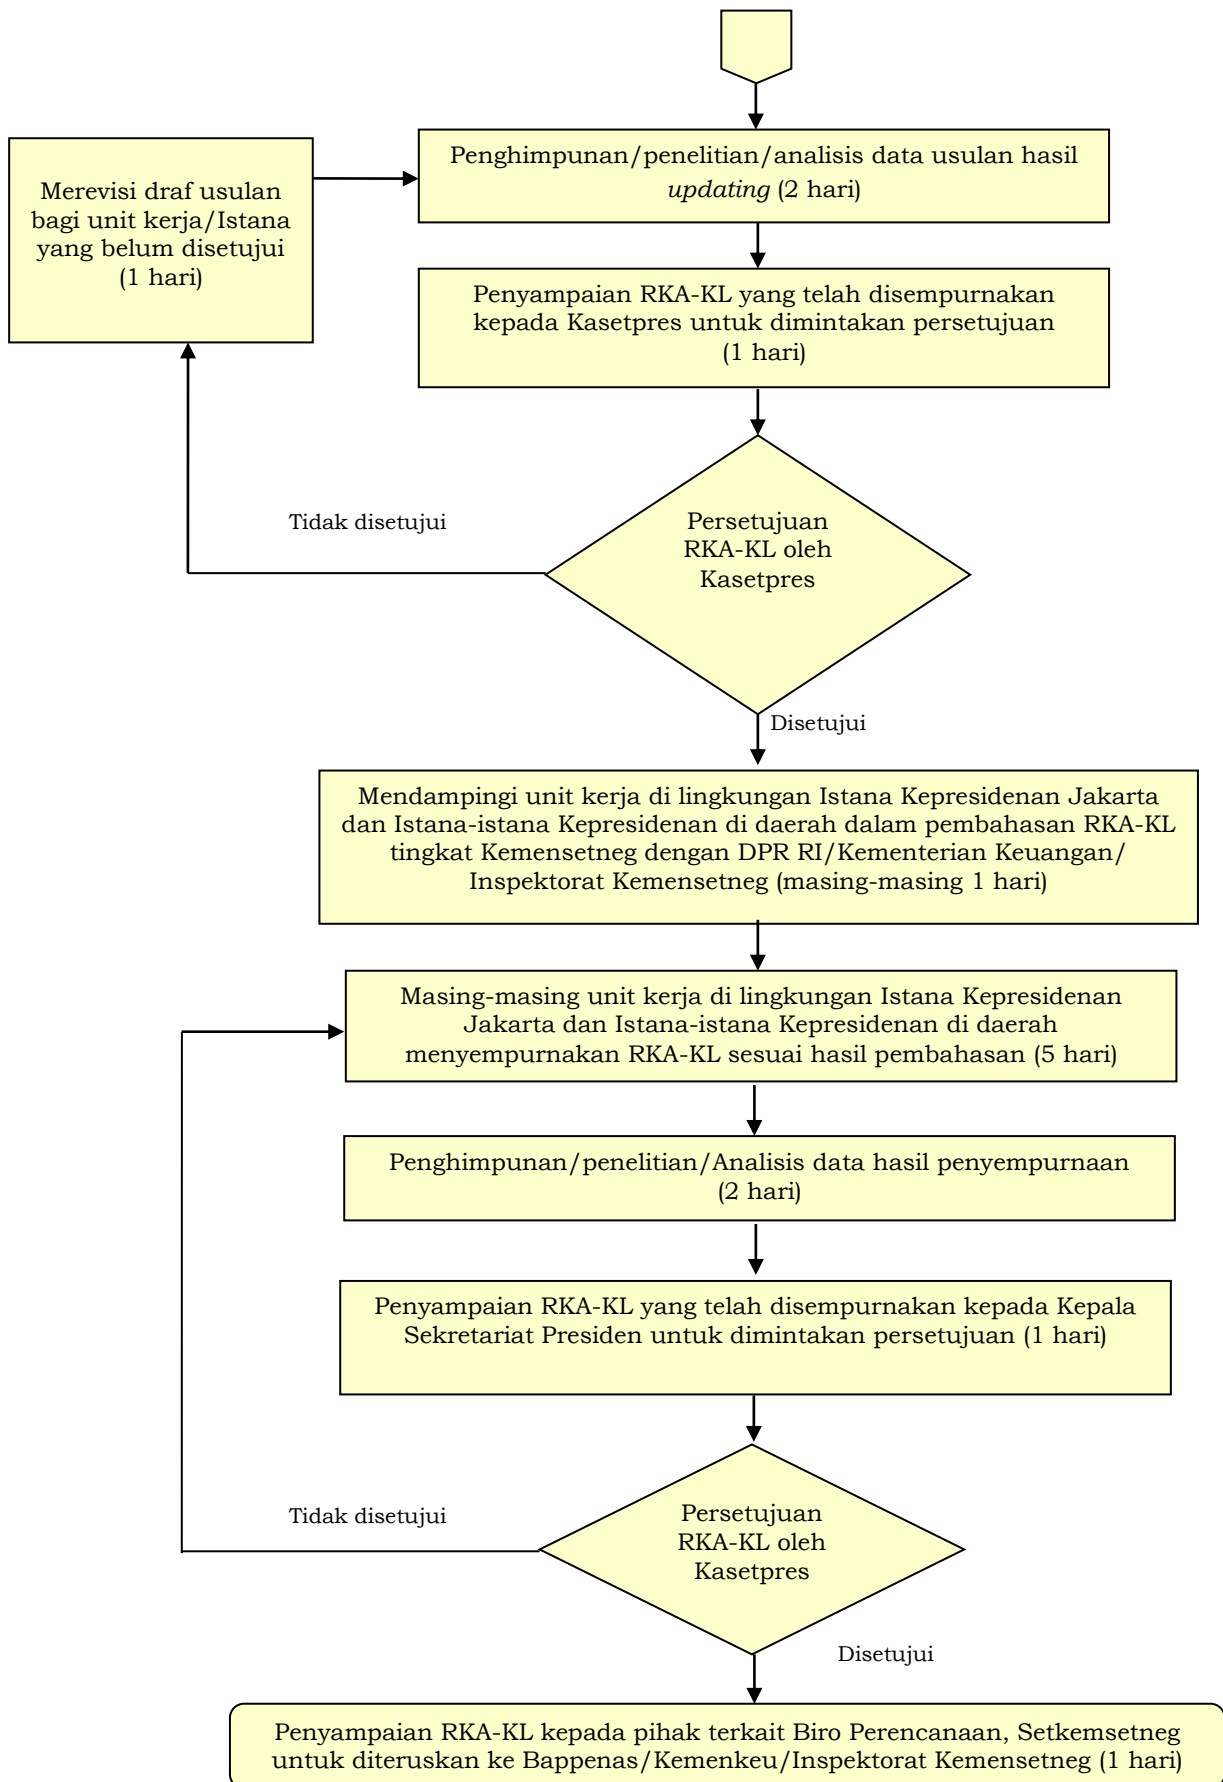 Penghimpunan/penelitian/analisis data usulan hasil
updating (2 hari)
Merevisi draf usulan
bagi unit kerja/Istana
yang belum disetujui
(1 hari)
Penyampaian RKA-KL yang telah disempurnakan
kepada Kasetpres untuk dimintakan persetujuan
(1 hari)
Tidak disetujui
Persetujuan
RKA-KL oleh
Kasetpres
Disetujui
Mendampingi unit kerja di lingkungan Istana Kepresidenan Jakarta
dan Istana-istana Kepresidenan di daerah dalam pembahasan RKA-KL
tingkat Kemensetneg dengan DPR RI/Kementerian Keuangan/
Inspektorat Kemensetneg (masing-masing 1 hari)
Masing-masing unit kerja di lingkungan Istana Kepresidenan
Jakarta dan Istana-istana Kepresidenan di daerah
menyempurnakan RKA-KL sesuai hasil pembahasan (5 hari)
Penghimpunan/penelitian/Analisis data hasil penyempurnaan
(2 hari)
Penyampaian RKA-KL yang telah disempurnakan kepada Kepala
Sekretariat Presiden untuk dimintakan persetujuan (1 hari)
Tidak disetujui
Persetujuan
RKA-KL oleh
Kasetpres
Disetujui
Penyampaian RKA-KL kepada pihak terkait Biro Perencanaan, Setkemsetneg
untuk diteruskan ke Bappenas/Kemenkeu/Inspektorat Kemensetneg (1 hari)